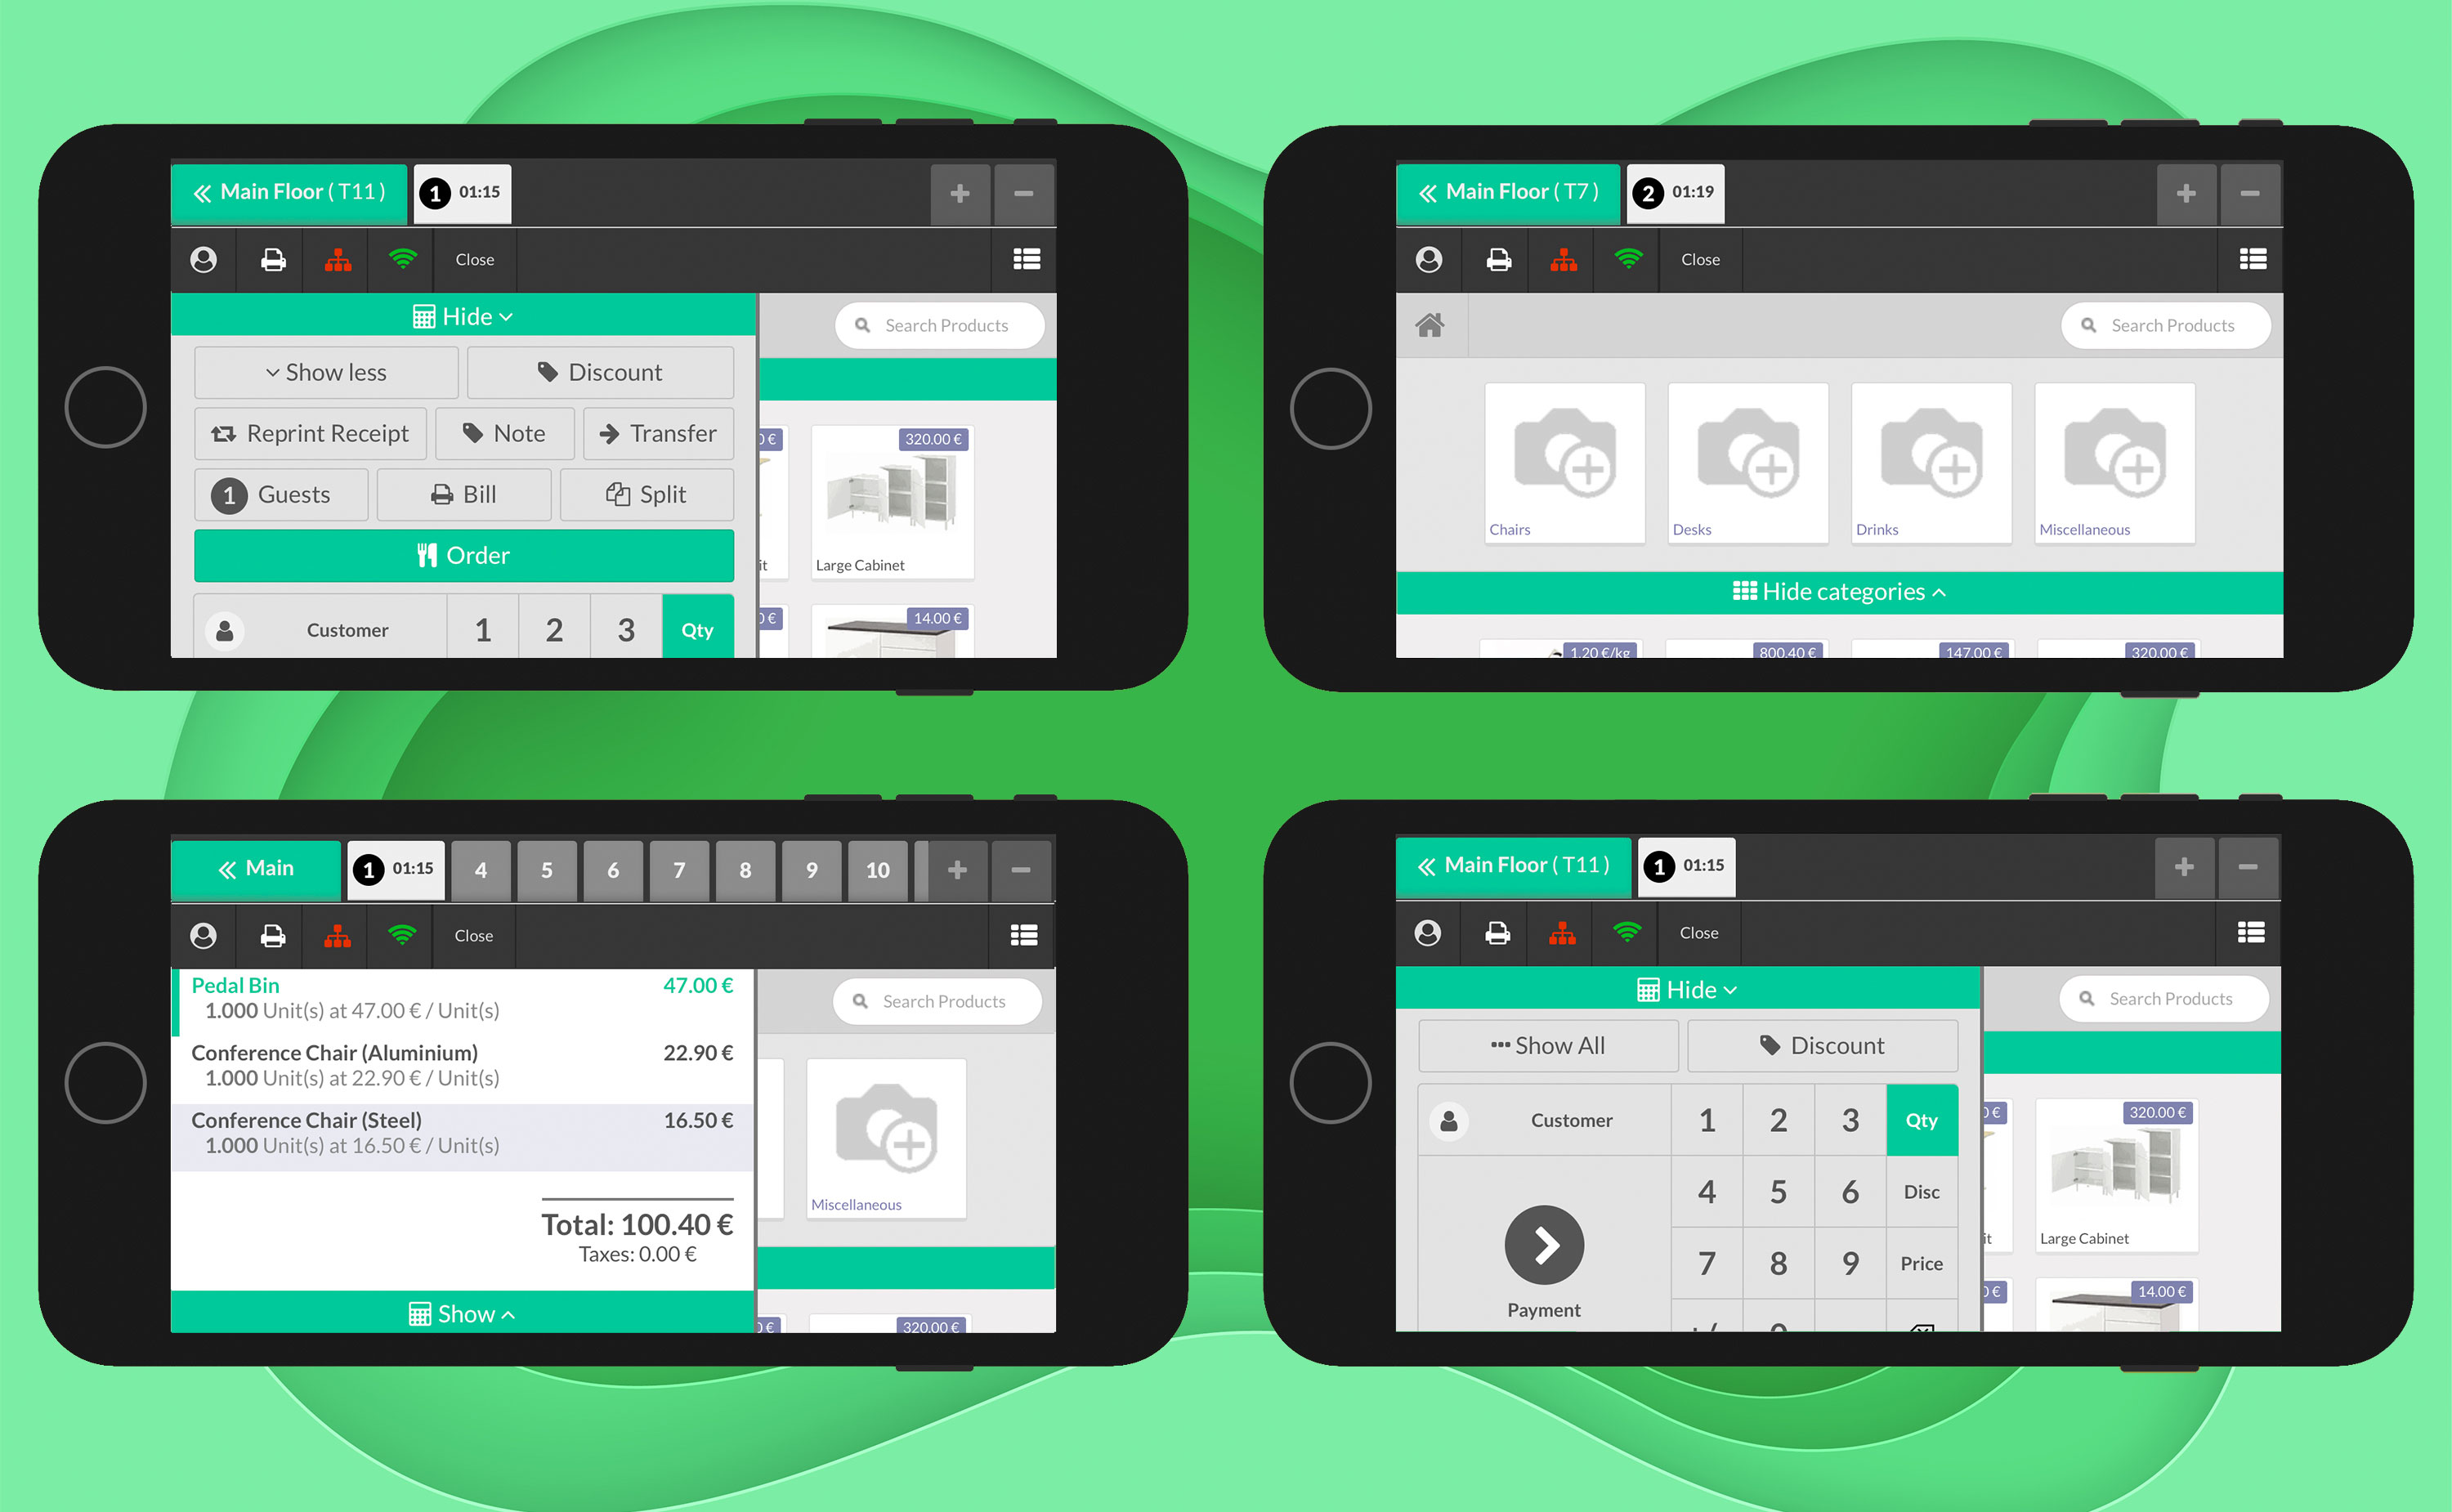 Main Floor ( T11 ) 1 01:15 + −
Close
Hide
Search Products
Show less Discount
Reprint Receipt Note Transfer
1 Guests Bill Split
Order
Customer 1 2 3 Qty
0 €
320.00 €
it
Large Cabinet
0 €
14.00 €
Main Floor ( T7 ) 2 01:19 + −
Close
Search Products
Chairs Desks Drinks Miscellaneous
Hide categories
1.20 €/kg 800.40 € 147.00 € 320.00 €
Main 1 01:15 4 5 6 7 8 9 10 + −
Close
Pedal Bin 47.00 €
1.000 Unit(s) at 47.00 € / Unit(s)
Conference Chair (Aluminium) 22.90 €
1.000 Unit(s) at 22.90 € / Unit(s)
Conference Chair (Steel) 16.50 €
1.000 Unit(s) at 16.50 € / Unit(s)
Total: 100.40 €
Taxes: 0.00 €
Show
Search Products
Miscellaneous
0 €
320.00 €
Main Floor ( T11 ) 1 01:15 + −
Close
Hide
Search Products
Show All Discount
Customer 1 2 3 Qty
4 5 6 Disc
7 8 9 Price
Payment
0 €
320.00 €
it
Large Cabinet
0 €
14.00 €